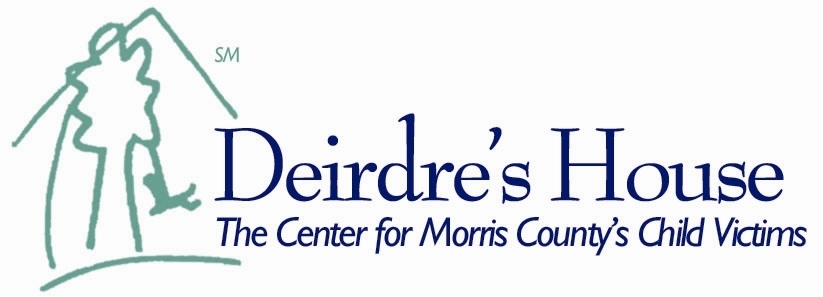 SM
Deirdre's House
The Center for Morris County's Child Victims